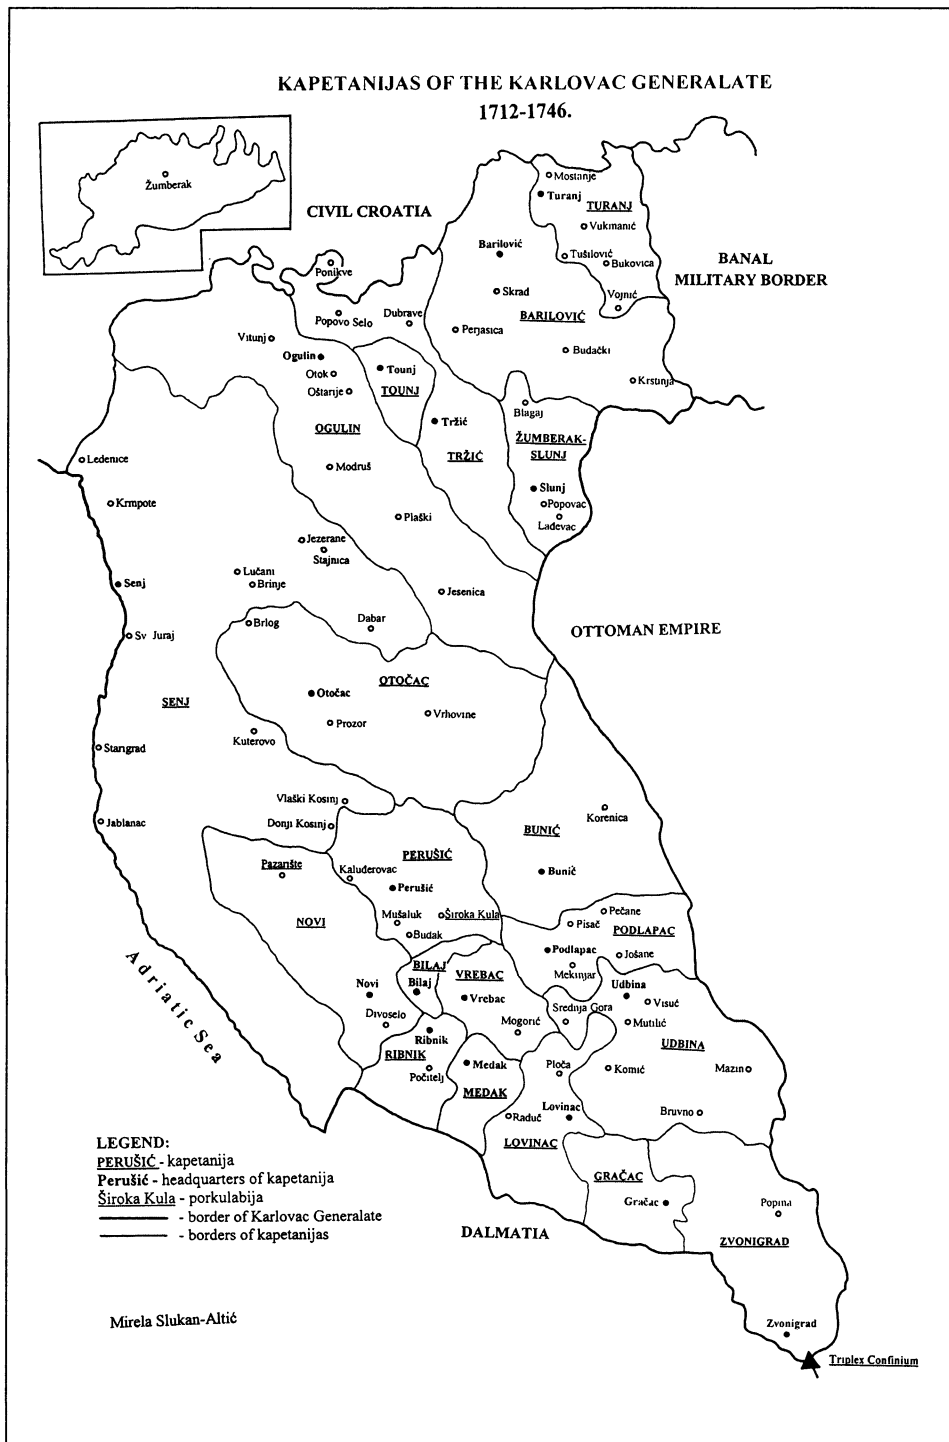 KAPETANIJAS OF THE KARLOVAC GENERALATE
1712-1746.
Žumberak
CIVIL CROATIA
BANAL
MILITARY BORDER
Mostanje
Turanj
TURANJ
Vukmanić
Barilović
Tušilović
Bukovica
Ponikve
Skrad
Vojnić
BARILOVIĆ
Popovo Selo
Dubrave
Perjasica
Budački
Vitunj
Ogulin
Otok
Oštarije
Tounj
TOUNJ
Krstinja
Blagaj
OGULIN
Tržić
TRŽIĆ
ŽUMBERAK-
SLUNJ
Ledenice
Modruš
Slunj
Popovac
Lađevac
Krmpote
Plaški
Jezerane
Stajnica
Lučani
Brinje
Senj
Jesenica
Brlog
Dabar
Sv Juraj
OTTOMAN EMPIRE
OTOČAC
Otočac
SENJ
Prozor
Vrhovine
Kuterovo
Starigrad
Vlaški Kosinj
Donji Kosinj
Jablanac
Korenica
BUNIĆ
PERUŠIĆ
Pazarište
Kaluđerovac
Bunič
Perušić
NOVI
Mušaluk
Široka Kula
Budak
Pečane
Pisač
PODLAPAC
Podlapac
Jošane
Mekinjar
BILAJ
Bilaj
VREBAC
Vrebac
Novi
Udbina
Visuć
Srednja Gora
Mutilić
Divoselo
Mogorić
Ribnik
RIBNIK
UDBINA
Počitelj
Medak
MEDAK
Ploča
Komić
Mazin
Raduč
Lovinac
LOVINAC
Bruvno
Adriatic Sea
GRAČAC
Gračac
Popina
ZVONIGRAD
DALMATIA
Zvonigrad
Triplex Confinium
LEGEND:
PERUŠIĆ - kapetanija
Perušić - headquarters of kapetanija
Široka Kula - porkulabija
- border of Karlovac Generalate
- borders of kapetanijas
Mirela Slukan-Altić